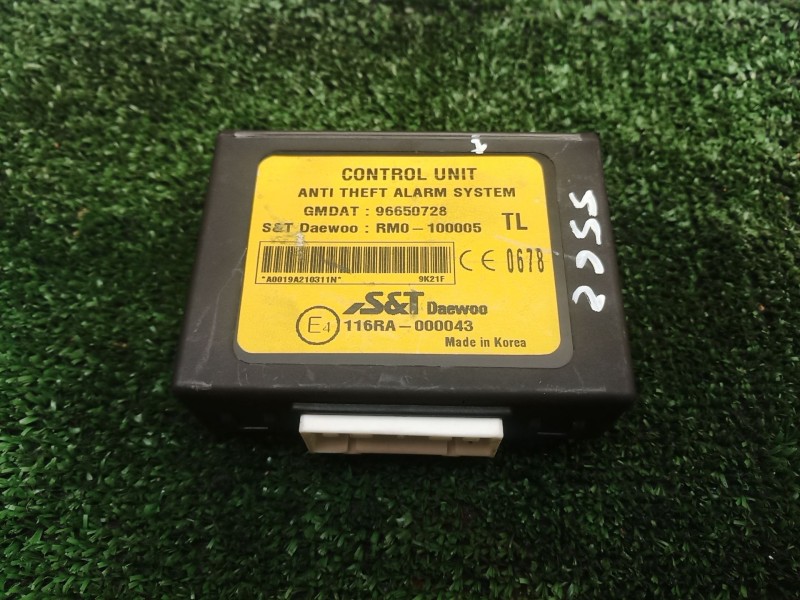 CONTROL UNIT
ANTI THEFT ALARM SYSTEM
GMDAT : 96650728
S&T Daewoo : RM0-100005 TL
*A0019A210311N* 9K21F
CE 0678
S&T Daewoo
E4 116RA-000043
Made in Korea